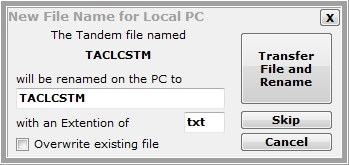 New File Name for Local PC
X
The Tandem file named
TACLCSTM
will be renamed on the PC to
TACLCSTM
with an Extention of txt
Overwrite existing file
Transfer
File and
Rename
Skip
Cancel